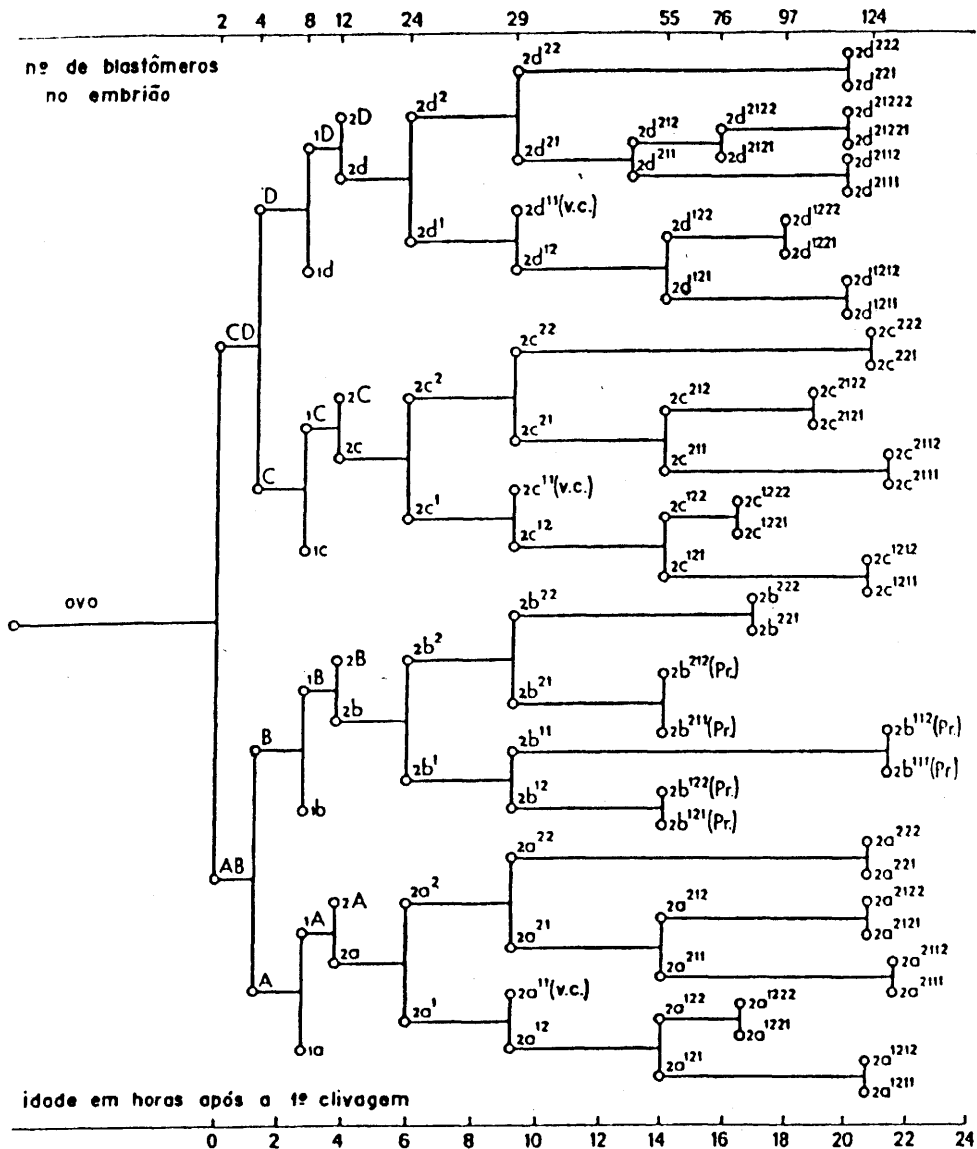 2 4 8 12 24 29 55 76 97 124
nº de blastômeros
no embrião
2d²²
2d²²²
2d²²¹
2d²
2d²¹
2d²¹²
2d²¹²²
2d²¹²²²
2d²¹²²¹
2d²¹²¹
2d²¹¹
2d²¹¹²
2d²¹¹¹
1D
2D
2d
D
1d
2d¹
2d¹¹(v.c.)
2d¹²
2d¹²²
2d¹²²²
2d¹²²¹
2d¹²¹
2d¹²¹²
2d¹²¹¹
CD
2c²²
2c²²²
2c²²¹
2c²
2c²¹
2c²¹²
2c²¹²²
2c²¹²¹
2c²¹¹
2c²¹¹²
2c²¹¹¹
1C
2C
2c
C
1c
2c¹
2c¹¹(v.c.)
2c¹²
2c¹²²
2c¹²²²
2c¹²²¹
2c¹²¹
2c¹²¹²
2c¹²¹¹
ovo
2b²²
2b²²²
2b²²¹
2b²
2b²¹
2b²¹²(Pr.)
2b²¹¹(Pr.)
1B
2B
2b
B
1b
2b¹
2b¹¹
2b¹¹²(Pr.)
2b¹¹¹(Pr)
2b¹²
2b¹²²(Pr.)
2b¹²¹(Pr.)
AB
2a²²
2a²²²
2a²²¹
2a²
2a²¹
2a²¹²
2a²¹²²
2a²¹²¹
2a²¹¹
2a²¹¹²
2a²¹¹¹
1A
2A
2a
A
1a
2a¹
2a¹¹(v.c.)
2a¹²
2a¹²²
2a¹²²²
2a¹²²¹
2a¹²¹
2a¹²¹²
2a¹²¹¹
idade em horas após a 1º clivagem
0 2 4 6 8 10 12 14 16 18 20 22 24